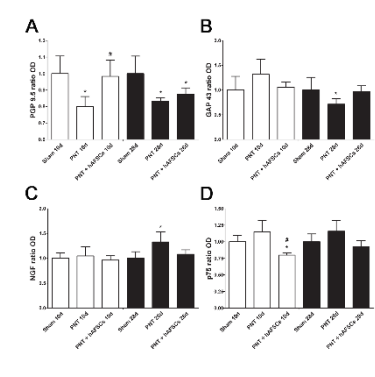 A
PGP 9.5 ratio OD
Sham 10d
PNT 10d
PNT + hAFSCs 10d
Sham 28d
PNT 28d
PNT + hAFSCs 28d
B
GAP 43 ratio OD
Sham 10d
PNT 10d
PNT + hAFSCs 10d
Sham 28d
PNT 28d
PNT + hAFSCs 28d
C
NGF ratio OD
Sham 10d
PNT 10d
PNT + hAFSCs 10d
Sham 28d
PNT 28d
PNT + hAFSCs 28d
D
p75 ratio OD
Sham 10d
PNT 10d
PNT + hAFSCs 10d
Sham 28d
PNT 28d
PNT + hAFSCs 28d